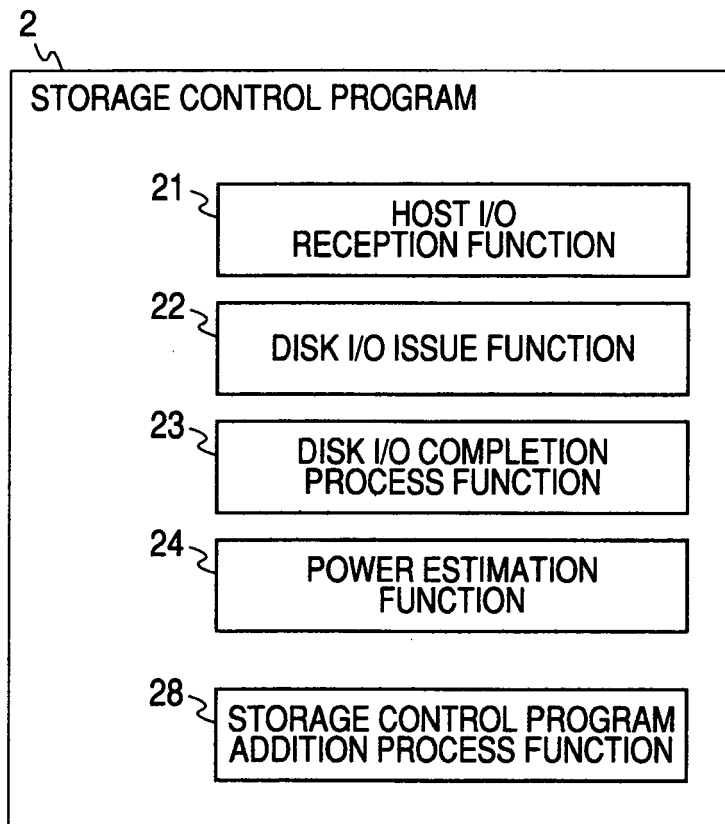 2
STORAGE CONTROL PROGRAM
21
HOST I/O
RECEPTION FUNCTION
22
DISK I/O ISSUE FUNCTION
23
DISK I/O COMPLETION
PROCESS FUNCTION
24
POWER ESTIMATION
FUNCTION
28
STORAGE CONTROL PROGRAM
ADDITION PROCESS FUNCTION